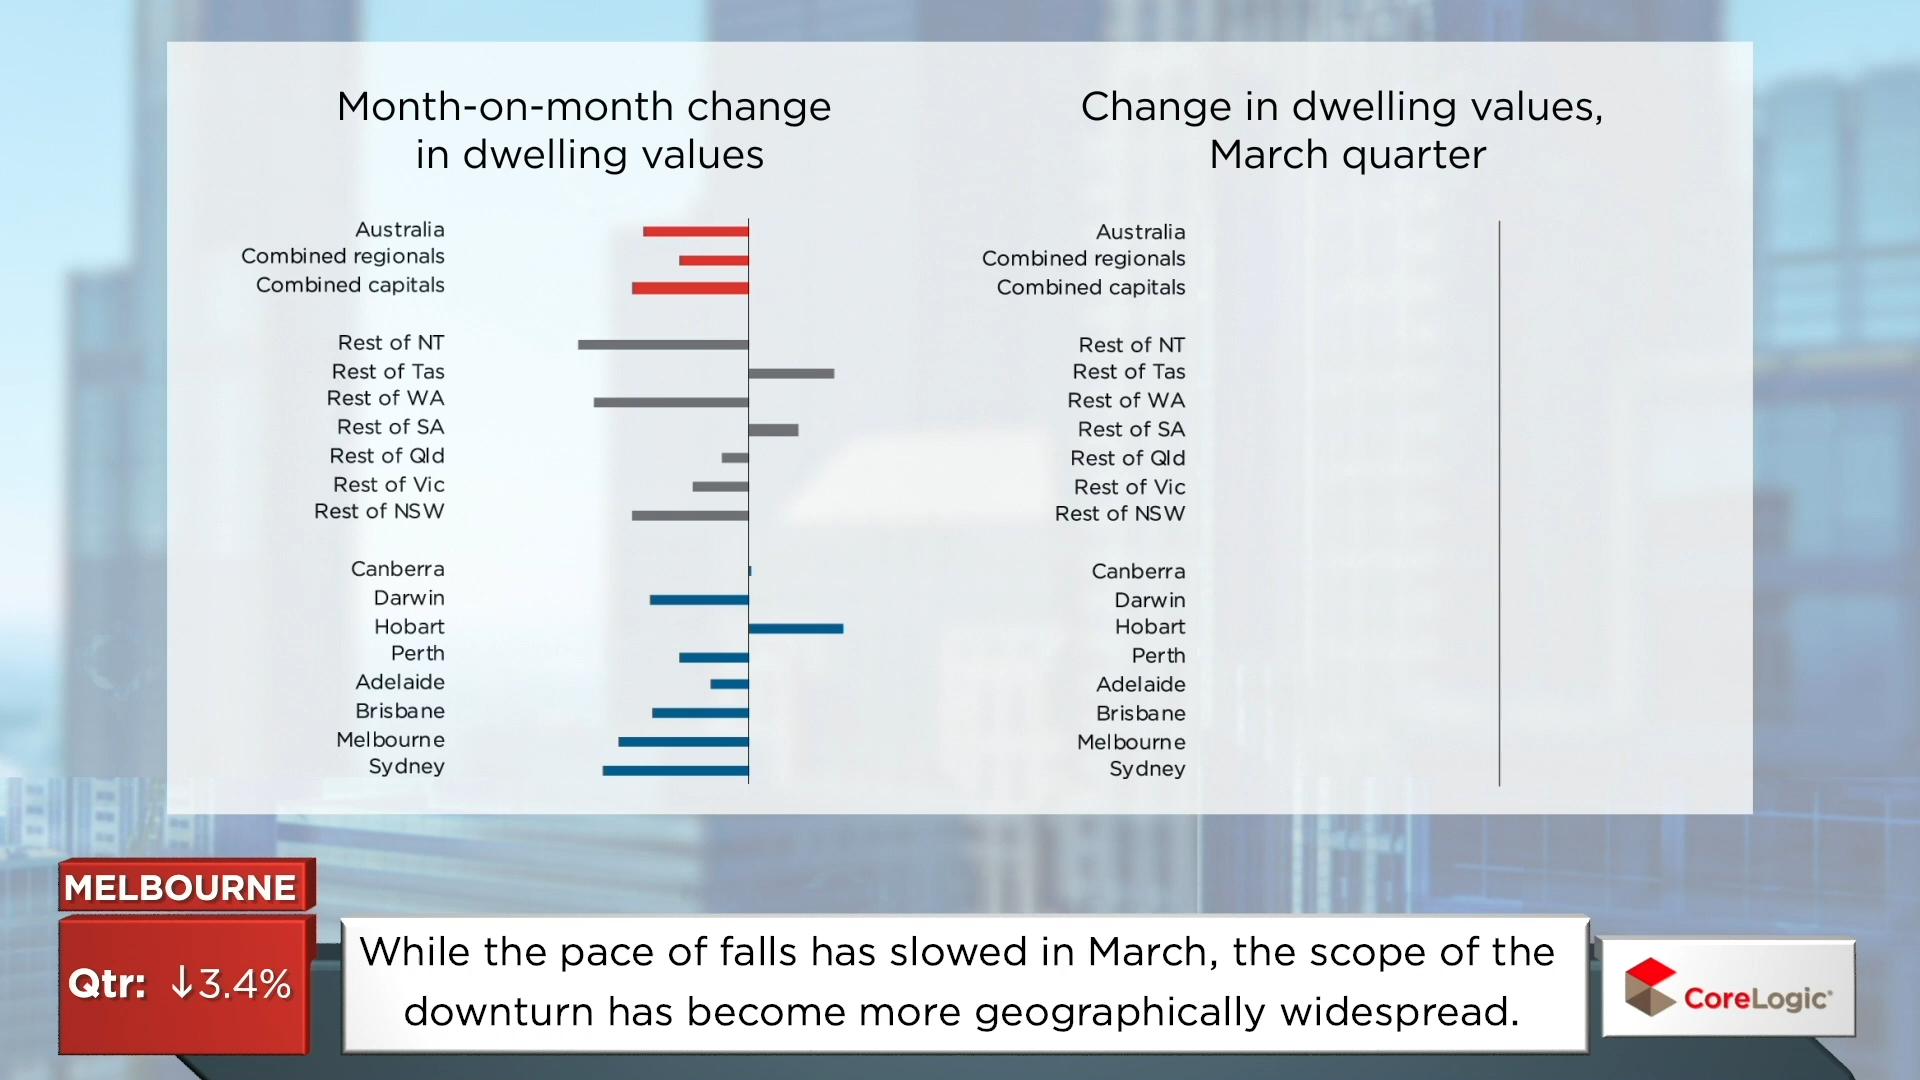 Month-on-month change
in dwelling values
Australia
Combined regionals
Combined capitals
Rest of NT
Rest of Tas
Rest of WA
Rest of SA
Rest of Qld
Rest of Vic
Rest of NSW
Canberra
Darwin
Hobart
Perth
Adelaide
Brisbane
Melbourne
Sydney
Change in dwelling values,
March quarter
Australia
Combined regionals
Combined capitals
Rest of NT
Rest of Tas
Rest of WA
Rest of SA
Rest of Qld
Rest of Vic
Rest of NSW
Canberra
Darwin
Hobart
Perth
Adelaide
Brisbane
Melbourne
Sydney
MELBOURNE
Qtr: ↓3.4%
While the pace of falls has slowed in March, the scope of the
downturn has become more geographically widespread.
CoreLogic®